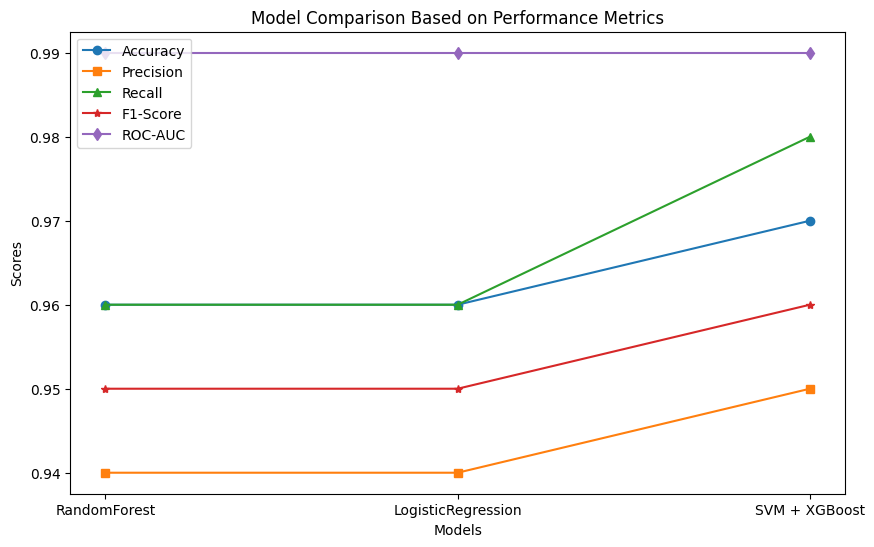 Model Comparison Based on Performance Metrics
Accuracy
Precision
Recall
F1-Score
ROC-AUC
0.99
0.98
0.97
0.96
0.95
0.94
Scores
RandomForest
LogisticRegression
SVM + XGBoost
Models